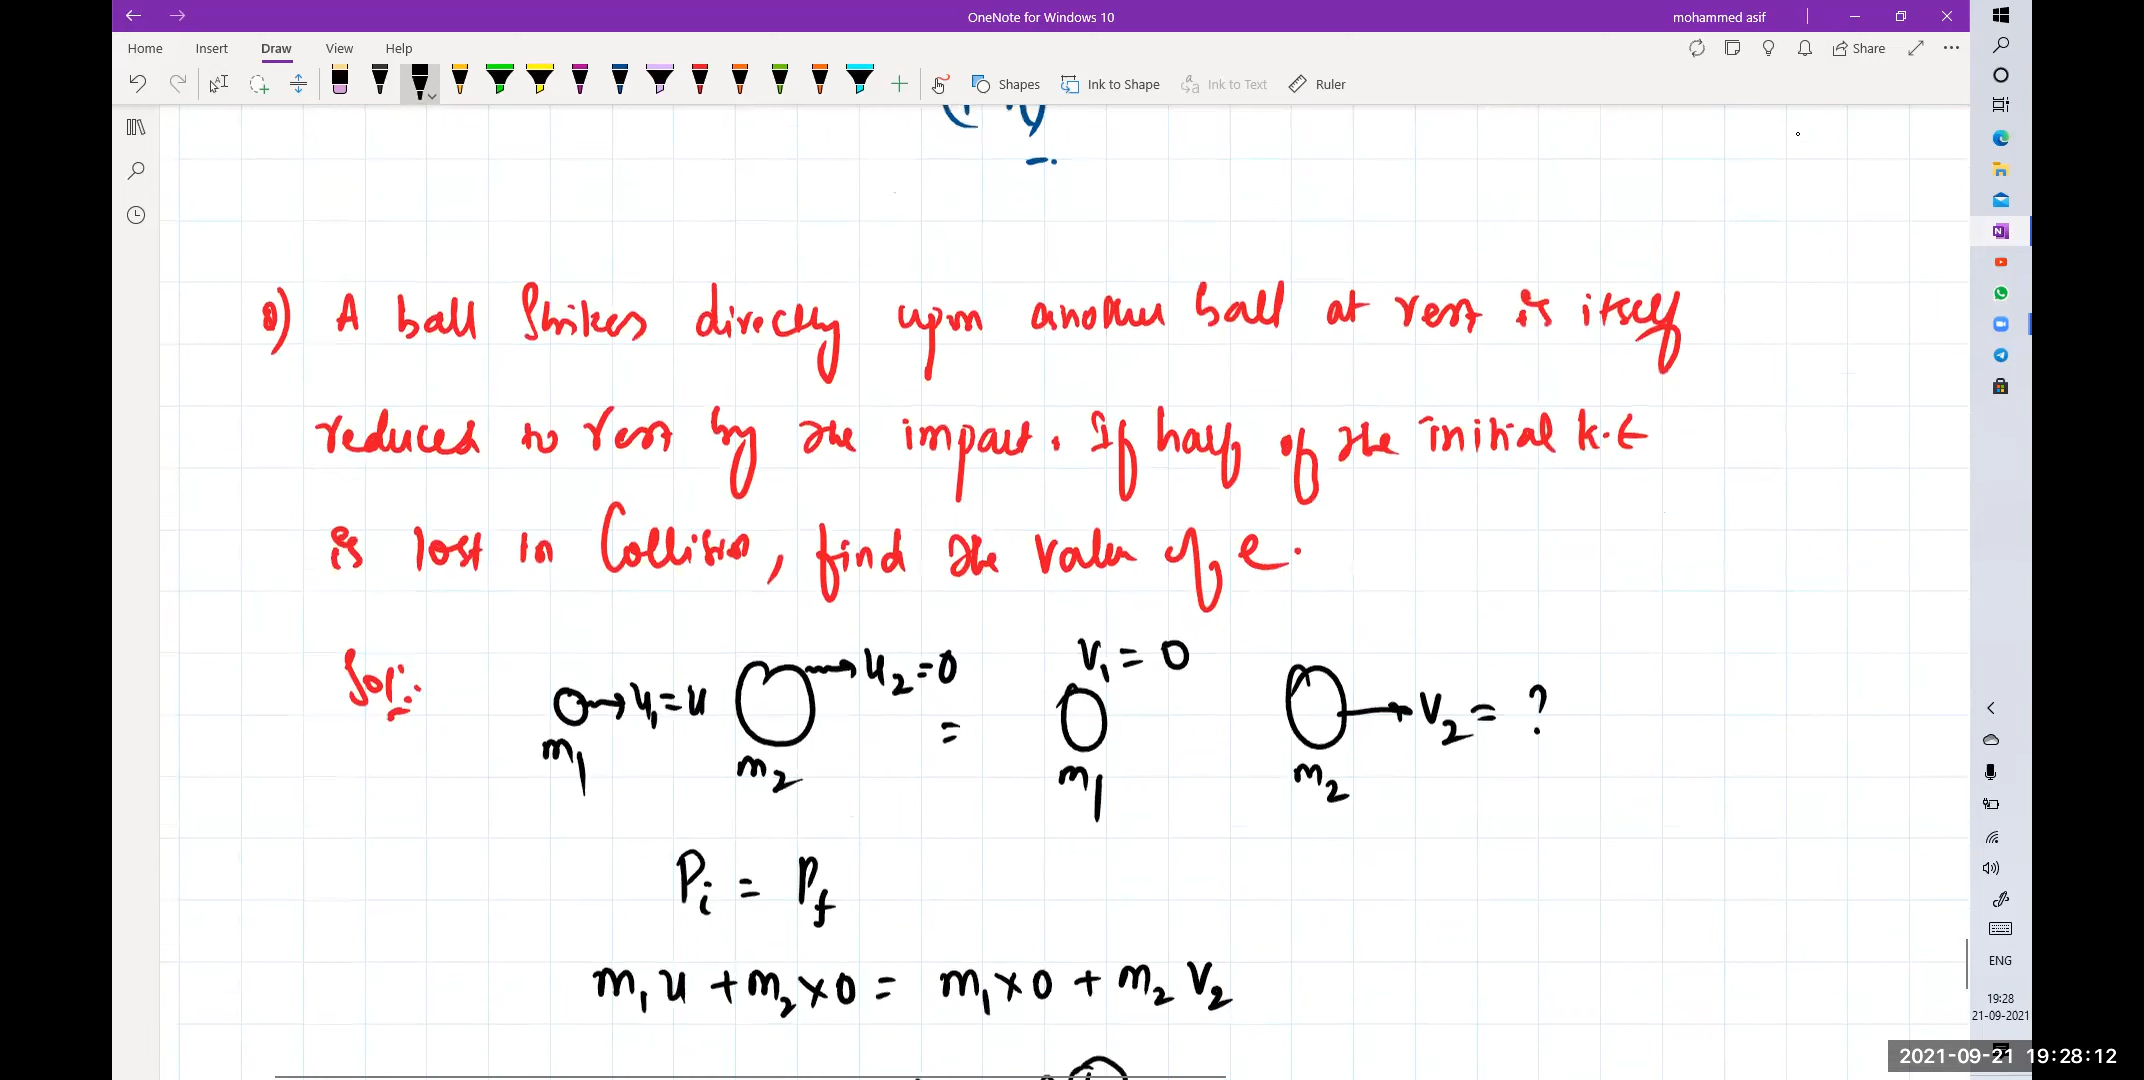 OneNote for Windows 10
mohammed asif
Home Insert Draw View Help
Share
Shapes Ink to Shape Ink to Text Ruler
Q) A ball strikes directly upon another ball at rest is itself
reduced to rest by the impact. If half of the initial K.E
is lost in Collision, find the value of e.
Sol:
u₁ = u
u₂ = 0
=
v₁ = 0
v₂ = ?
m₁
m₂
m₁
m₂
Pᵢ = P_f
m₁u + m₂×0 = m₁×0 + m₂ v₂
ENG
19:28
21-09-2021
2021-09-21 19:28:12